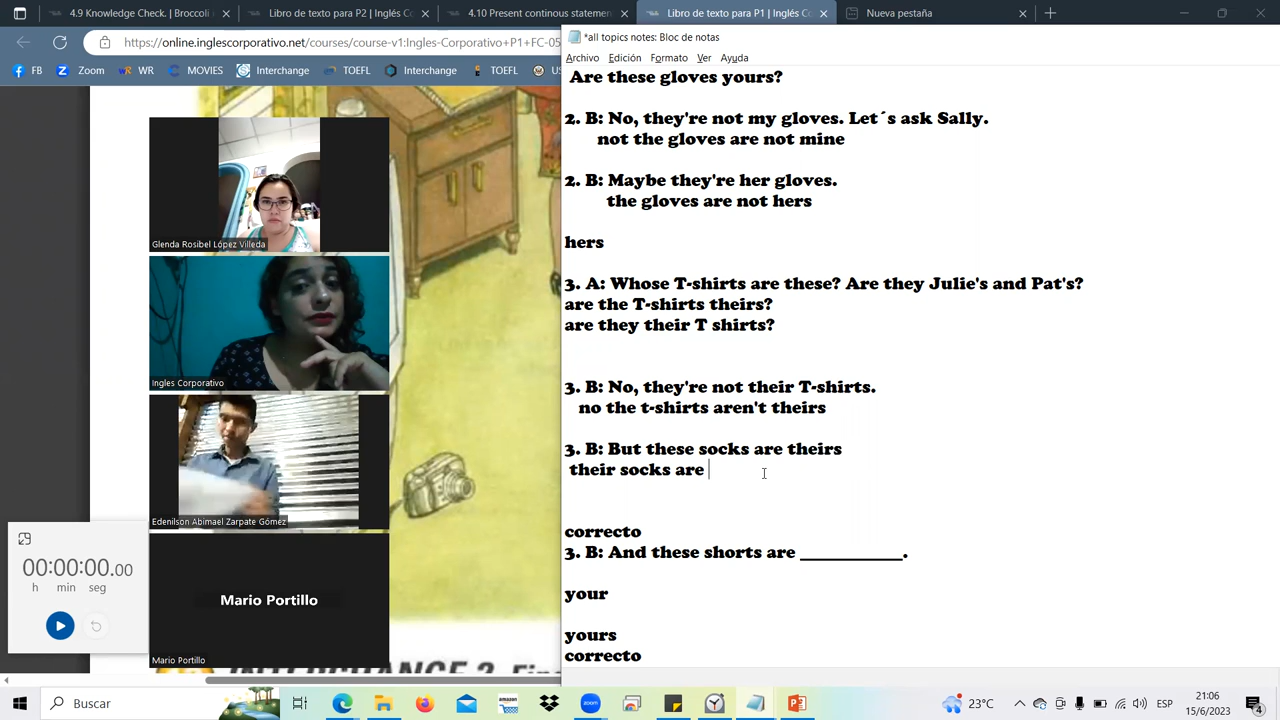 4.9 Knowledge Check. | Broccoli
Libro de texto para P2 | Inglés C
4.10 Present continous statemen
Libro de texto para P1 | Inglés Co
Nueva pestaña
https://online.inglescorporativo.net/courses/course-v1:Ingles-Corporativo+P1+FC-05
FB
Zoom
WR
MOVIES
Interchange
TOEFL
Interchange
TOEFL
*all topics notes: Bloc de notas
Archivo Edición Formato Ver Ayuda
Are these gloves yours?
2. B: No, they're not my gloves. Let´s ask Sally.
not the gloves are not mine
2. B: Maybe they're her gloves.
the gloves are not hers
hers
3. A: Whose T-shirts are these? Are they Julie's and Pat's?
are the T-shirts theirs?
are they their T shirts?
3. B: No, they're not their T-shirts.
no the t-shirts aren't theirs
3. B: But these socks are theirs
their socks are
correcto
3. B: And these shorts are ____________.
your
yours
correcto
Glenda Rosibel López Villeda
Ingles Corporativo
Edenilson Abimael Zarpate Gómez
Mario Portillo
Mario Portillo
00:00:00.00
h min seg
Buscar
23°C
ESP
21:06
15/6/2023
4